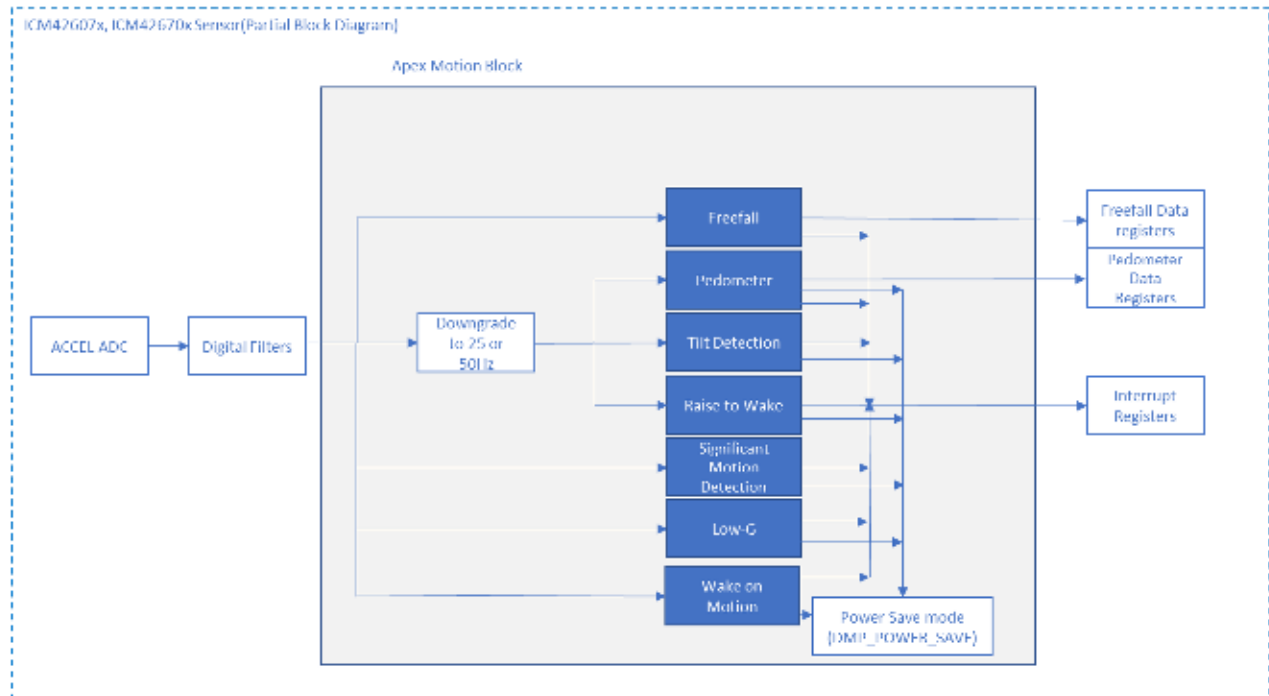 ICM42607x, ICM42670x Sensor(Partial Block Diagram)
Apex Motion Block
Freefall
Freefall Data
registers
Pedometer
Pedometer
Data
Registers
ACCEL ADC
Digital Filters
Downgrade
to 25 or
50Hz
Tilt Detection
Raise to Wake
Interrupt
Registers
Significant
Motion
Detection
Low-G
Wake on
Motion
Power Save mode
(DMP_POWER_SAVE)